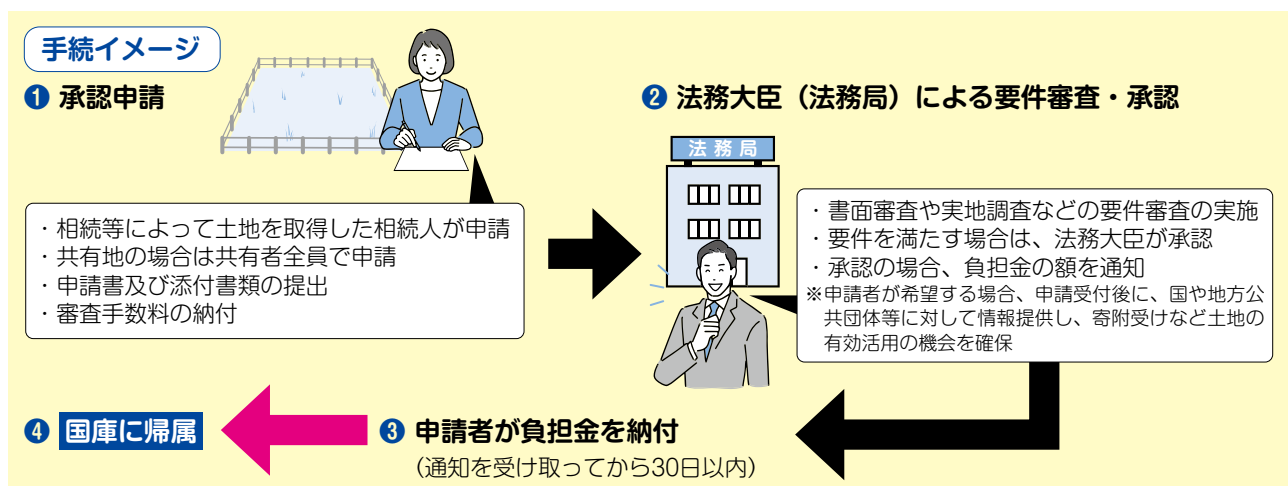 手続イメージ
❶ 承認申請
・相続等によって土地を取得した相続人が申請
・共有地の場合は共有者全員で申請
・申請書及び添付書類の提出
・審査手数料の納付
❷ 法務大臣（法務局）による要件審査・承認
法務局
・書面審査や実地調査などの要件審査の実施
・要件を満たす場合は、法務大臣が承認
・承認の場合、負担金の額を通知
※申請者が希望する場合、申請受付後に、国や地方公
共団体等に対して情報提供し、寄附受けなど土地の
有効活用の機会を確保
❸ 申請者が負担金を納付
（通知を受け取ってから30日以内）
❹ 国庫に帰属